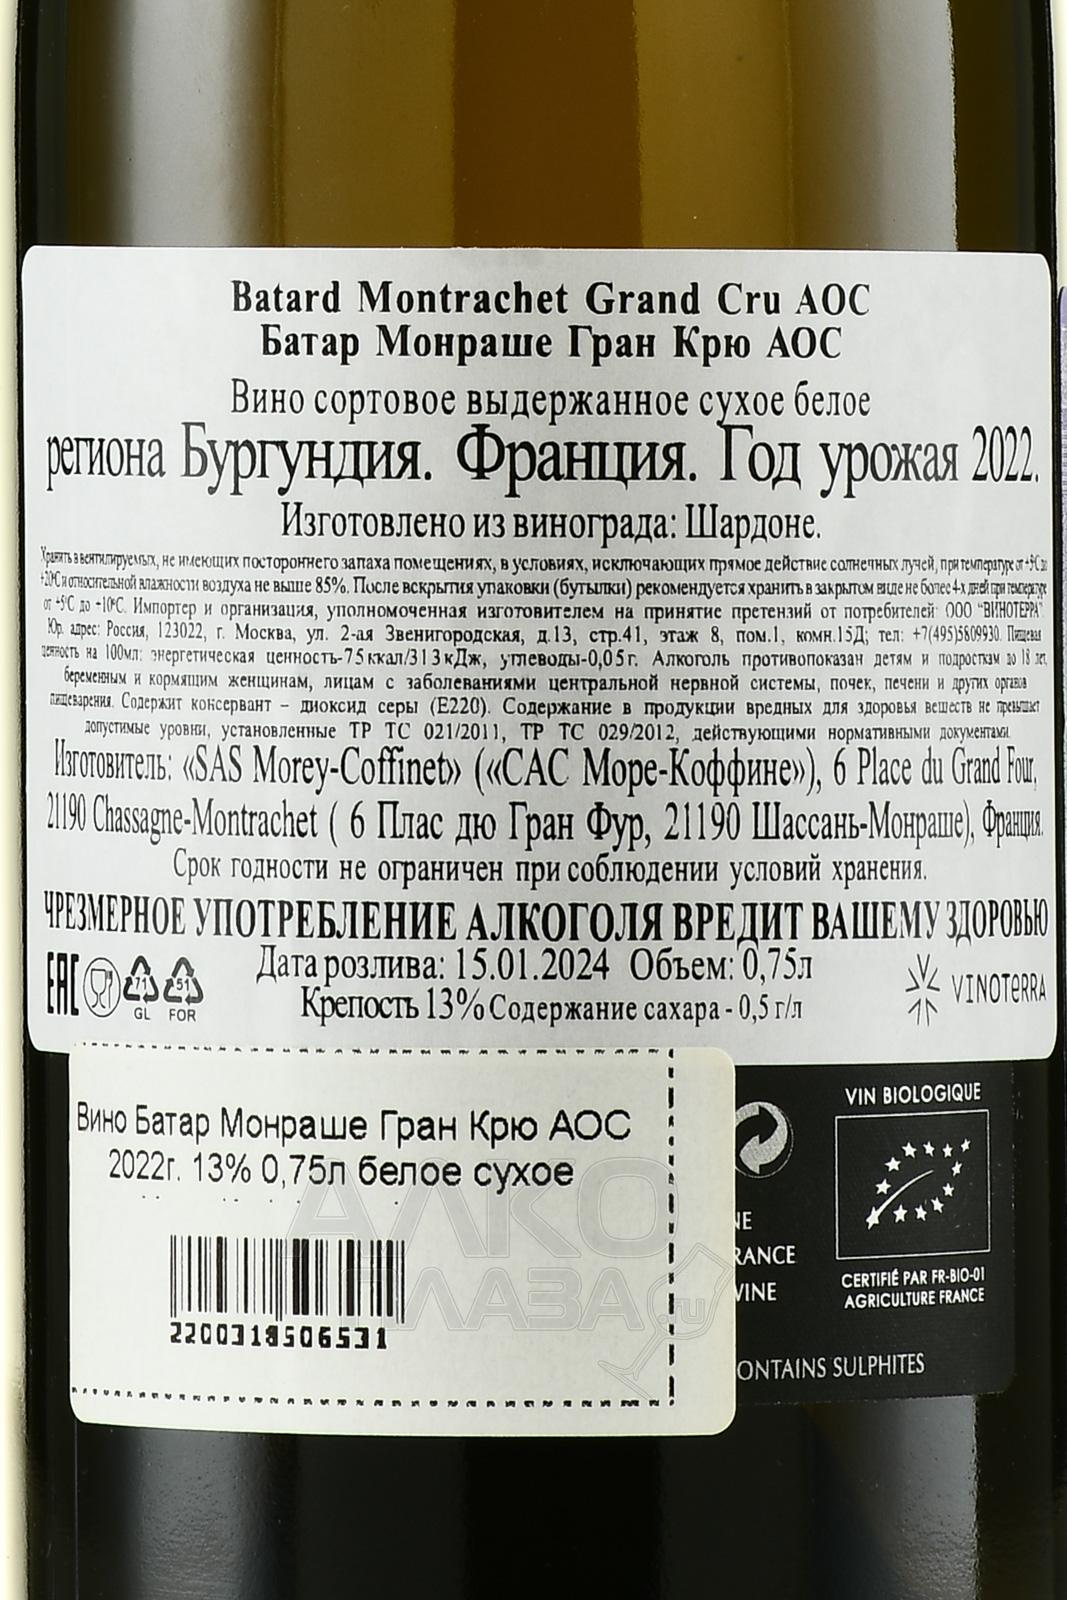 Batard Montrachet Grand Cru AOC
Батар Монраше Гран Крю АОС
Вино сортовое выдержанное сухое белое
региона Бургундия. Франция. Год урожая 2022.
Изготовлено из винограда: Шардоне.
Хранить в вентилируемых, не имеющих постороннего запаха помещениях, в условиях, исключающих прямое действие солнечных лучей, при температуре от +5°С до
+20°С и относительной влажности воздуха не выше 85%. После вскрытия упаковки (бутылки) рекомендуется хранить в закрытом виде не более 4-х дней при температуре
от +5°С до +10°С. Импортер и организация, уполномоченная изготовителем на принятие претензий от потребителей ООО "ВИНОТЕРРА"
Юр. адрес: Россия, 123022, г. Москва, ул. 2-ая Звенигородская, д.13, стр.41, этаж 8, пом.1, комн.15Д; тел: +7(495)5809930. Пищевая
ценность на 100мл: энергетическая ценность-75ккал/313кДж, углеводы-0,05г. Алкоголь противопоказан детям и подросткам до 18 лет,
беременным и кормящим женщинам, лицам с заболеваниями центральной нервной системы, почек, печени и других органов
пищеварения. Содержит консервант – диоксид серы (Е220). Содержание в продукции вредных для здоровья веществ не превышает
допустимые уровни, установленные ТР ТС 021/2011, ТР ТС 029/2012, действующими нормативными документами.
Изготовитель: «SAS Morey-Coffinet» («САС Море-Коффине»), 6 Place du Grand Four,
21190 Chassagne-Montrachet ( 6 Плас дю Гран Фур, 21190 Шассань-Монраше), Франция.
Срок годности не ограничен при соблюдении условий хранения.
ЧРЕЗМЕРНОЕ УПОТРЕБЛЕНИЕ АЛКОГОЛЯ ВРЕДИТ ВАШЕМУ ЗДОРОВЬЮ
Дата розлива: 15.01.2024 Объем: 0,75л
Крепость 13% Содержание сахара - 0,5 г/л
EAC
71
GL
51
FOR
VINOTERRA
Вино Батар Монраше Гран Крю АОС
2022г. 13% 0,75л белое сухое
2200318506531
VIN BIOLOGIQUE
NE
RANCE
VINE
CERTIFIÉ PAR FR-BIO-01
AGRICULTURE FRANCE
ONTAINS SULPHITES
АЛКО
ПЛАЗА.ru